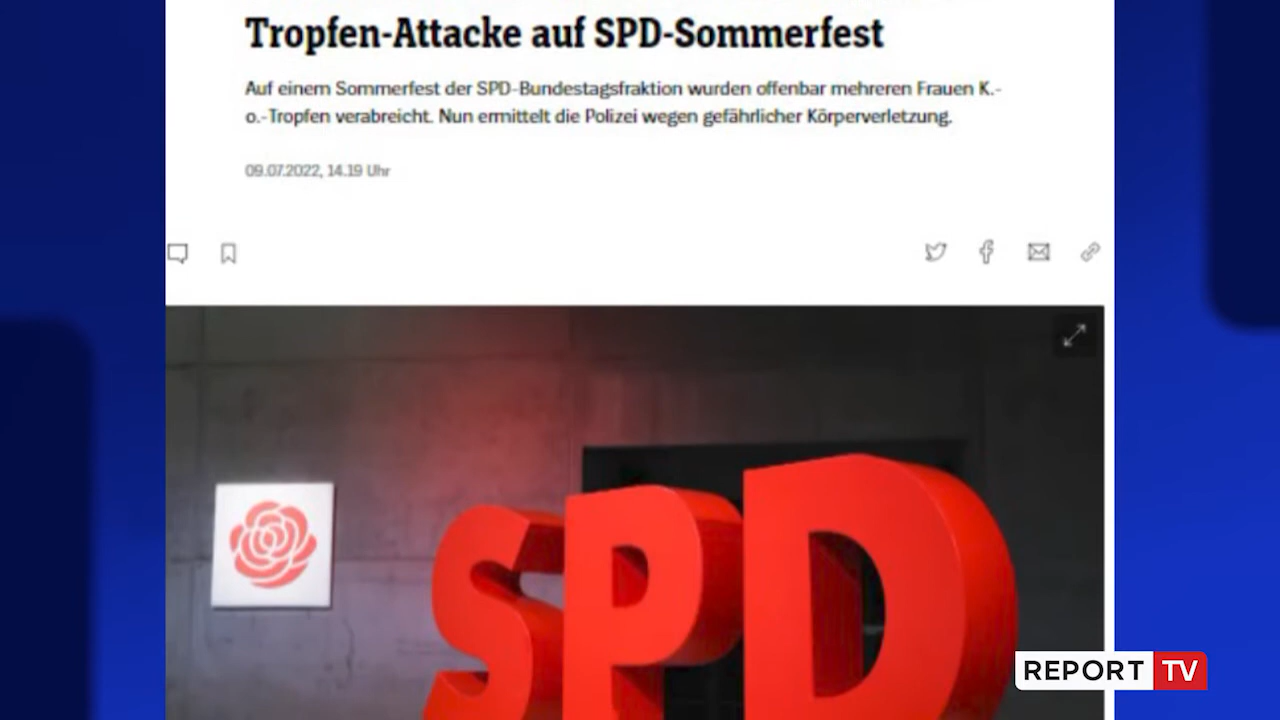 Tropfen-Attacke auf SPD-Sommerfest
Auf einem Sommerfest der SPD-Bundestagsfraktion wurden offenbar mehreren Frauen K.-
o.-Tropfen verabreicht. Nun ermittelt die Polizei wegen gefährlicher Körperverletzung.
09.07.2022, 14.19 Uhr
SPD
REPORT TV